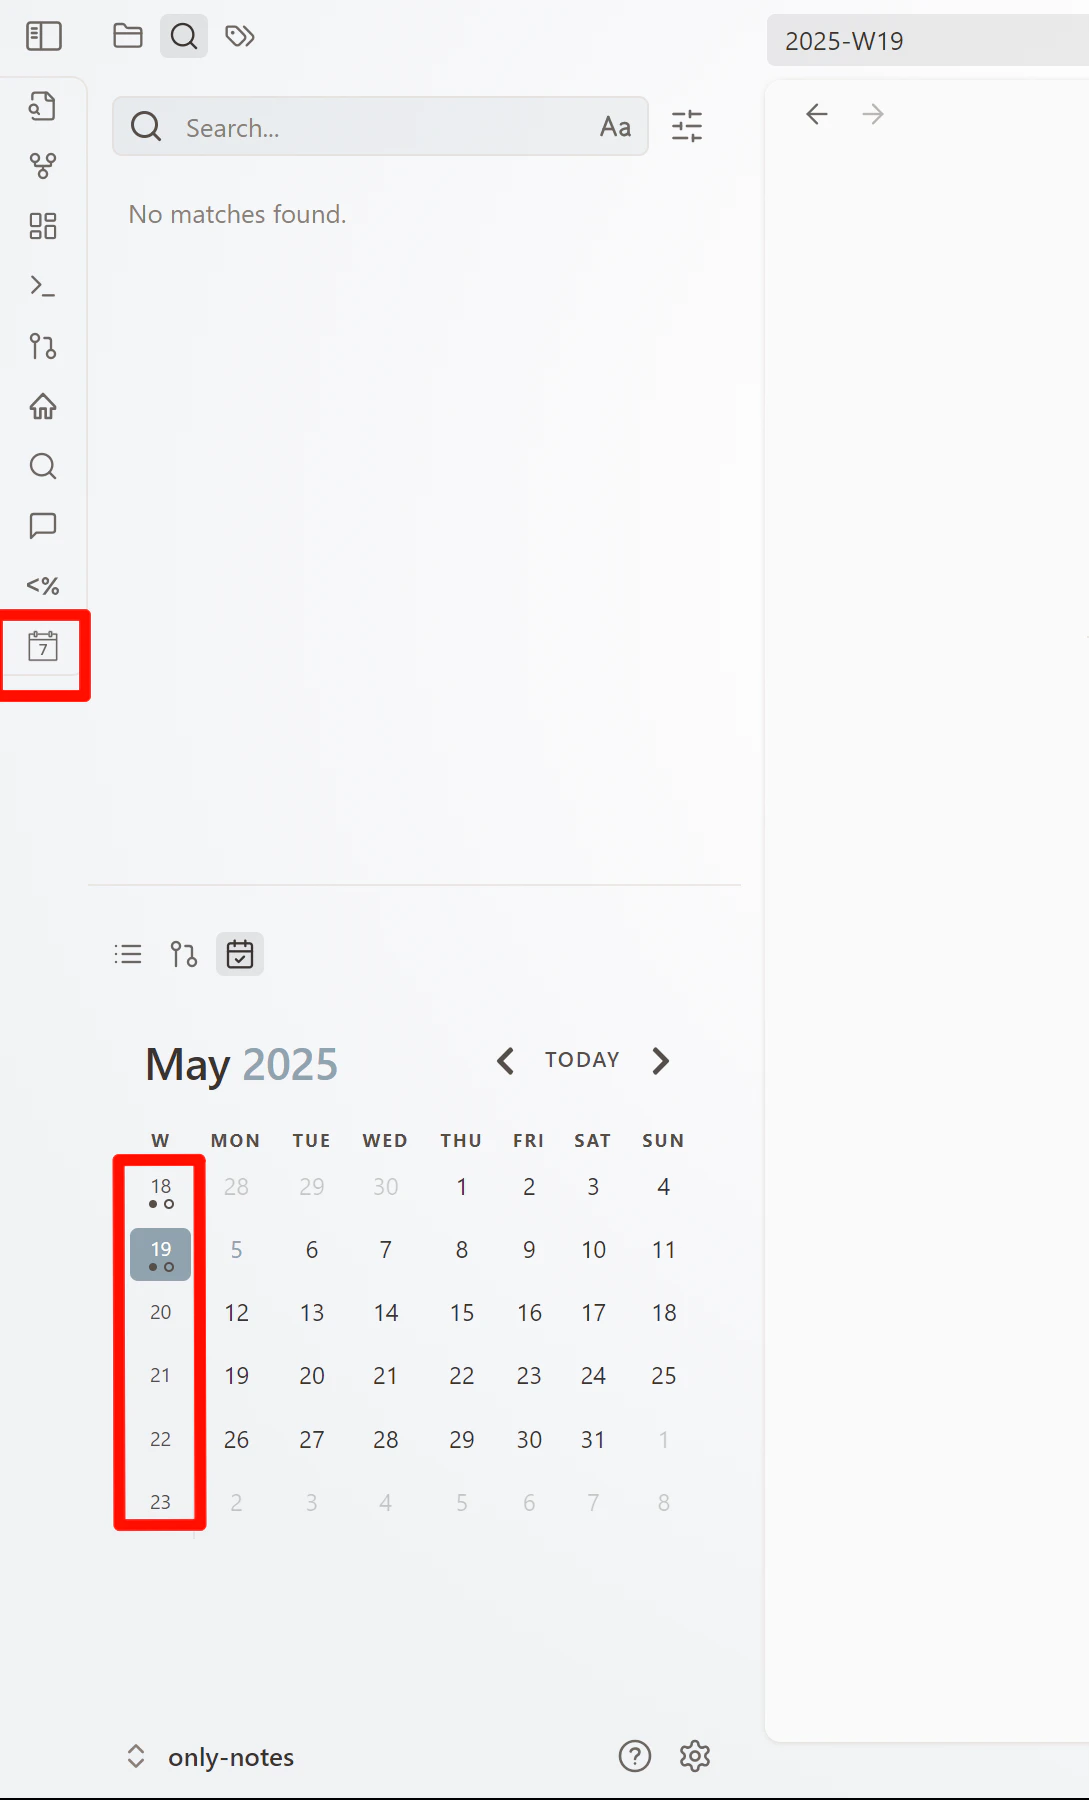 2025-W19
Search...
Aa
No matches found.
<%
7
May 2025
TODAY
W MON TUE WED THU FRI SAT SUN
18 28 29 30 1 2 3 4
19 5 6 7 8 9 10 11
20 12 13 14 15 16 17 18
21 19 20 21 22 23 24 25
22 26 27 28 29 30 31 1
23 2 3 4 5 6 7 8
only-notes